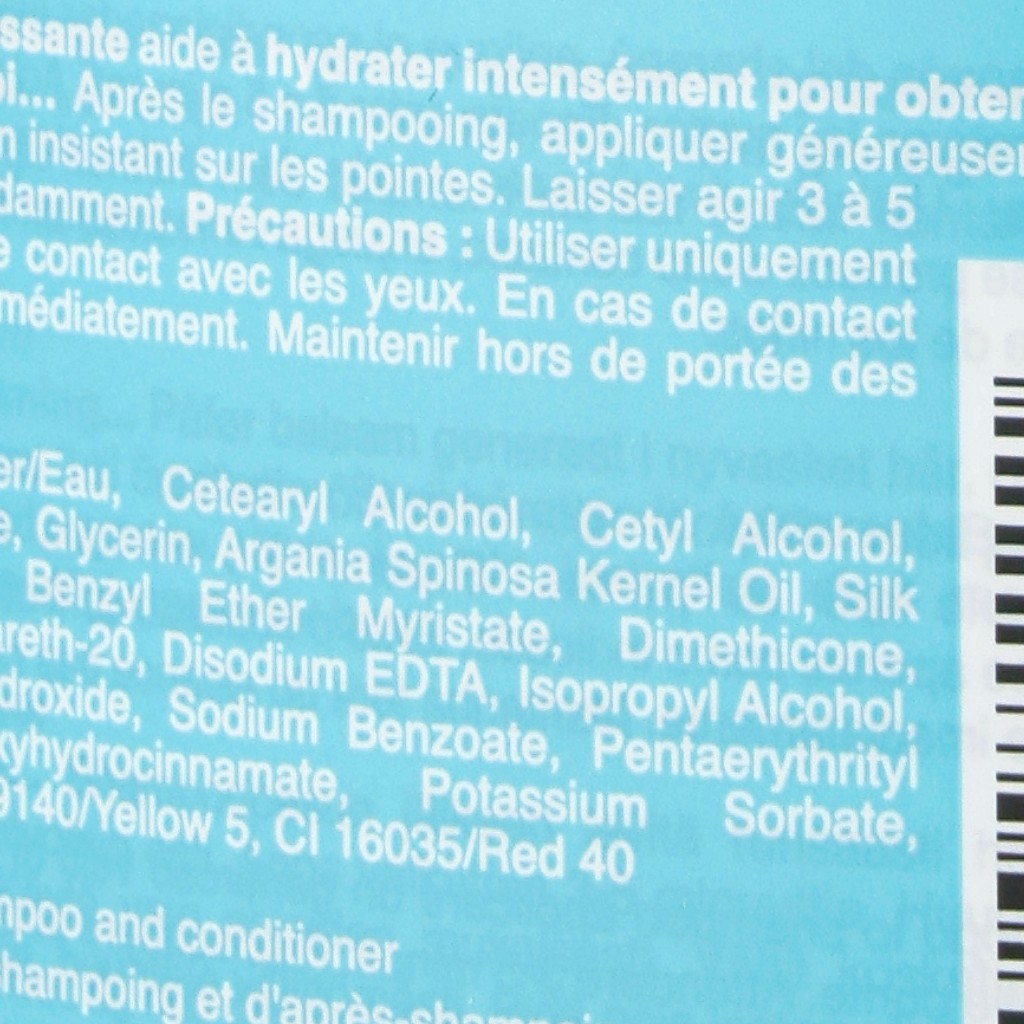 ssante aide à hydrater intensément pour obten
oi... Après le shampooing, appliquer généreuser
n insistant sur les pointes. Laisser agir 3 à 5
damment. Précautions : Utiliser uniquement
e contact avec les yeux. En cas de contact
médiatement. Maintenir hors de portée des
er/Eau, Cetearyl Alcohol, Cetyl Alcohol,
e, Glycerin, Argania Spinosa Kernel Oil, Silk
Benzyl Ether Myristate, Dimethicone,
areth-20, Disodium EDTA, Isopropyl Alcohol,
droxide, Sodium Benzoate, Pentaerythrityl
xyhydrocinnamate, Potassium Sorbate,
9140/Yellow 5, CI 16035/Red 40
mpoo and conditioner
shampoing et d'après-shampoi